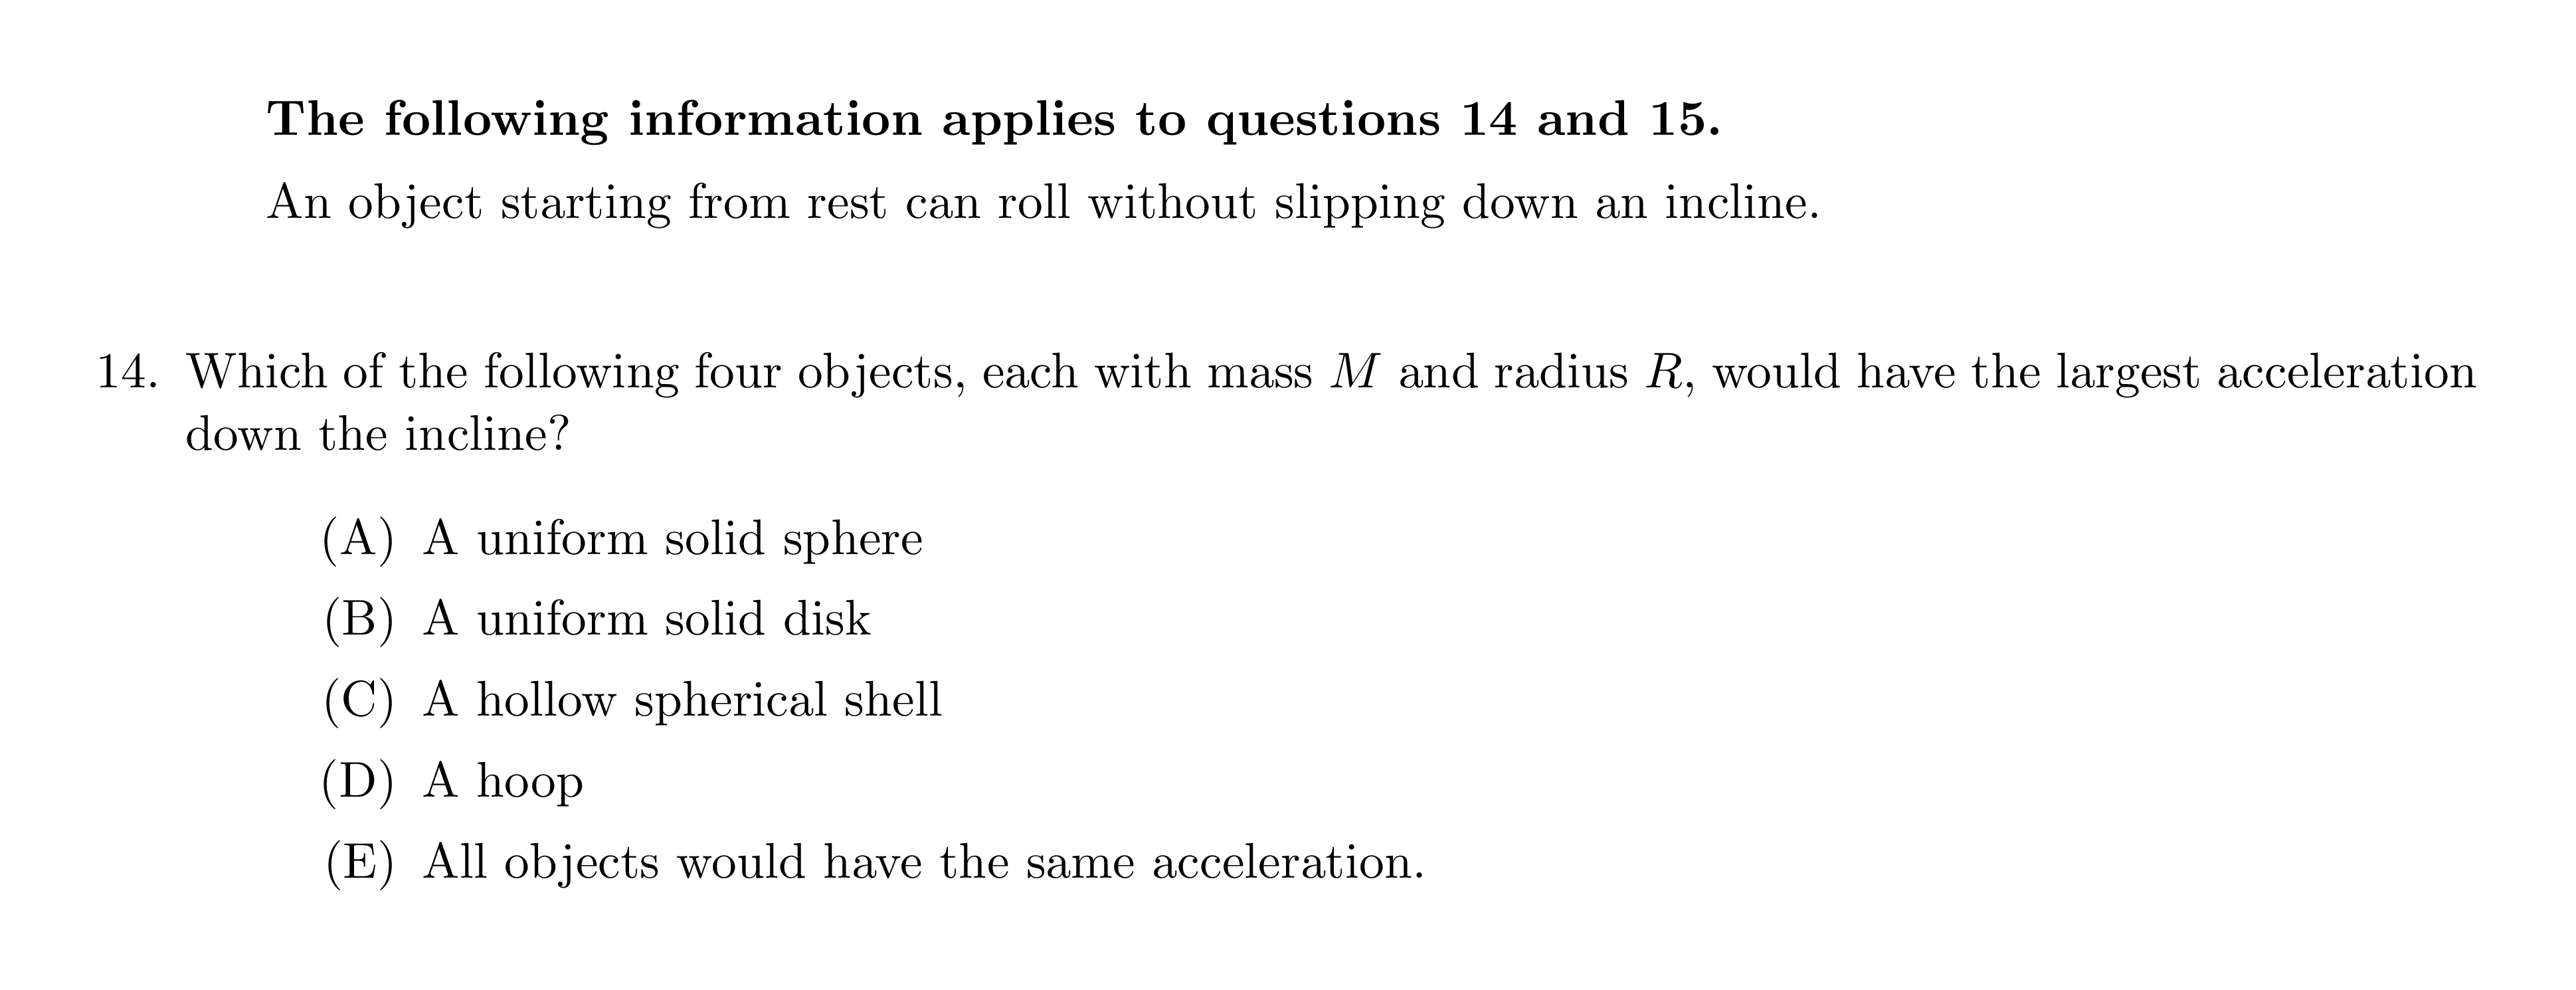 The following information applies to questions 14 and 15.
An object starting from rest can roll without slipping down an incline.
14. Which of the following four objects, each with mass M and radius R, would have the largest acceleration
down the incline?
(A) A uniform solid sphere
(B) A uniform solid disk
(C) A hollow spherical shell
(D) A hoop
(E) All objects would have the same acceleration.